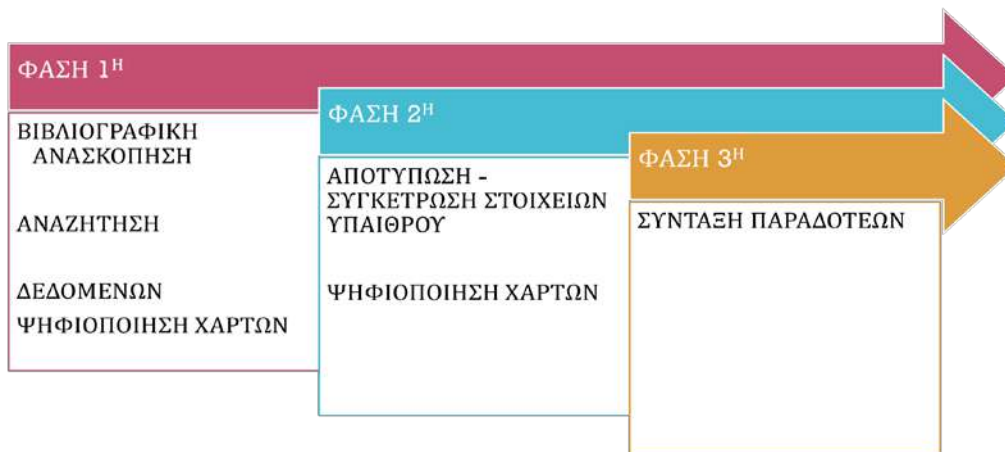 ΦΑΣΗ 1Η
ΒΙΒΛΙΟΓΡΑΦΙΚΗ
ΑΝΑΣΚΟΠΗΣΗ
ΑΝΑΖΗΤΗΣΗ
ΔΕΔΟΜΕΝΩΝ
ΨΗΦΙΟΠΟΙΗΣΗ ΧΑΡΤΩΝ
ΦΑΣΗ 2Η
ΑΠΟΤΥΠΩΣΗ -
ΣΥΓΚΕΤΡΩΣΗ ΣΤΟΙΧΕΙΩΝ
ΥΠΑΙΘΡΟΥ
ΨΗΦΙΟΠΟΙΗΣΗ ΧΑΡΤΩΝ
ΦΑΣΗ 3Η
ΣΥΝΤΑΞΗ ΠΑΡΑΔΟΤΕΩΝ